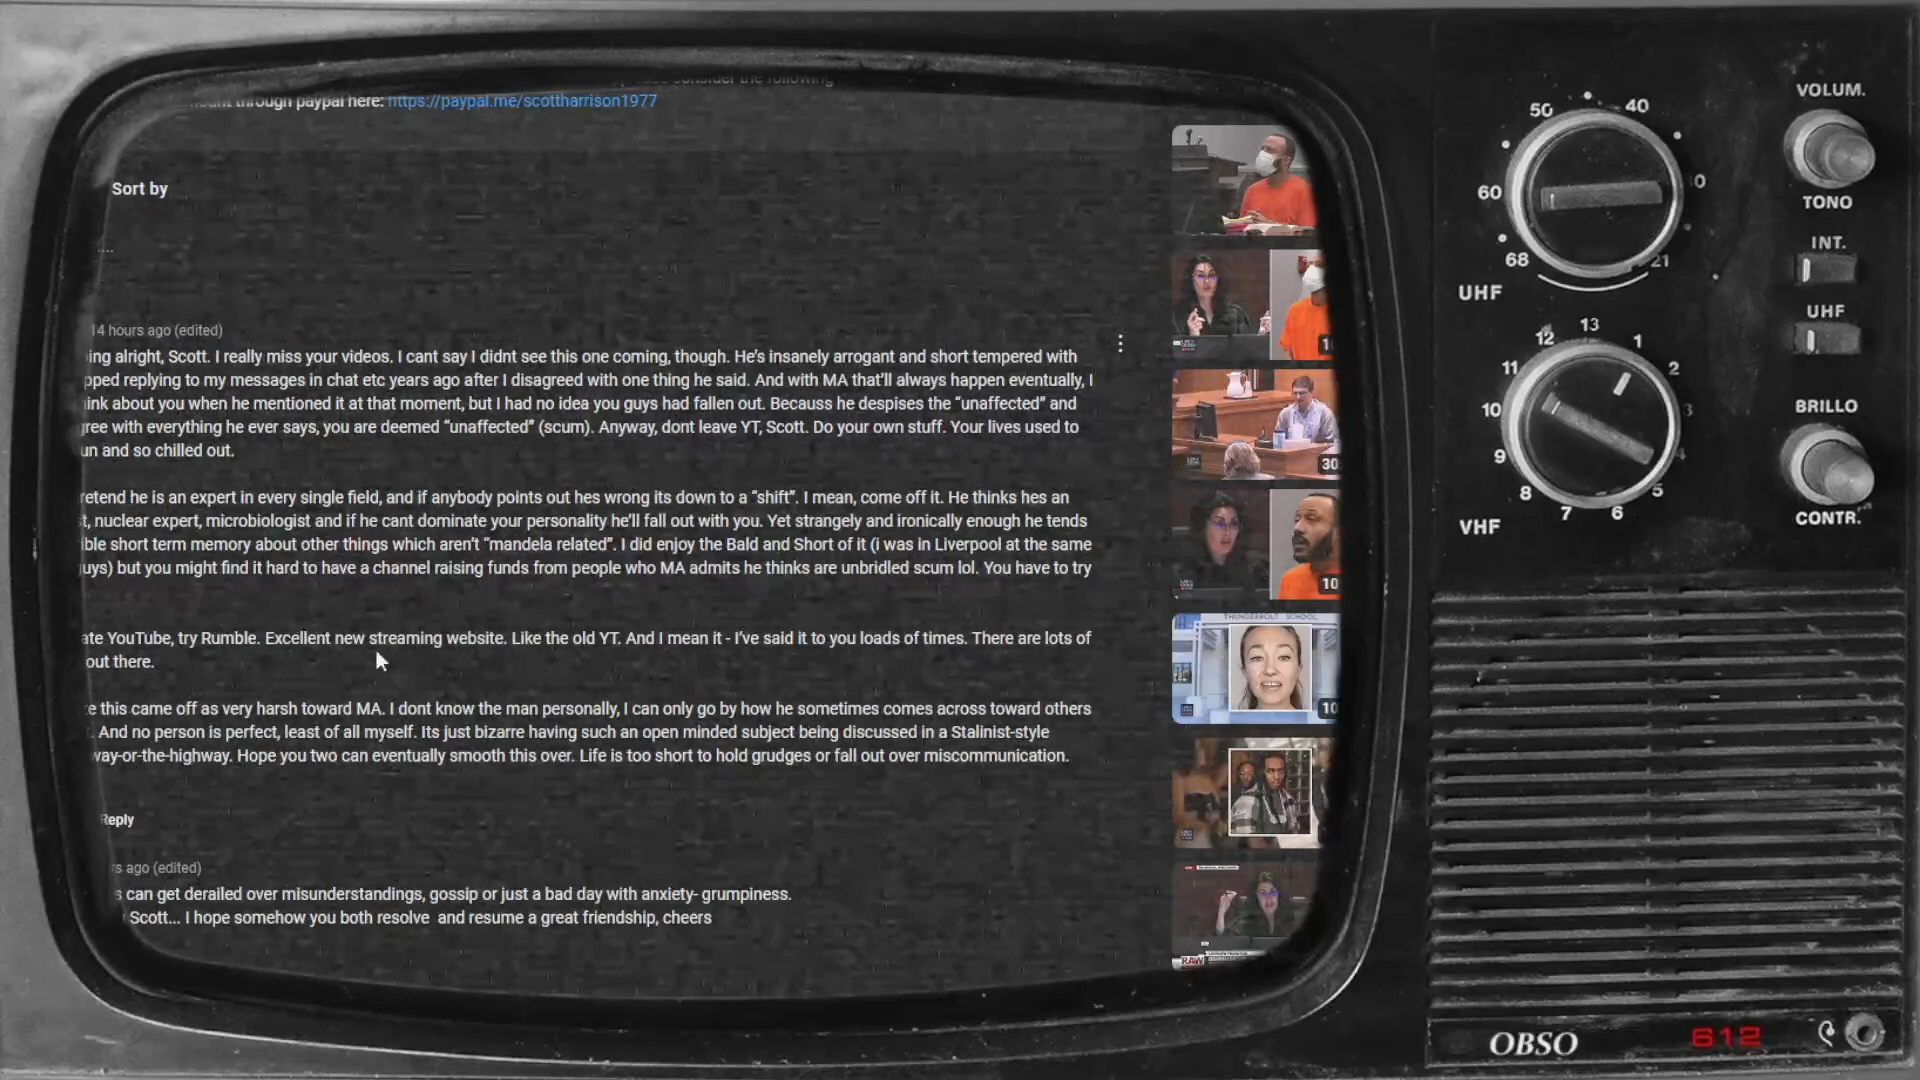 consider the following
through paypal here: https://paypal.me/scottharrison1977
Sort by
...
14 hours ago (edited)
ing alright, Scott. I really miss your videos. I cant say I didnt see this one coming, though. He's insanely arrogant and short tempered with
pped replying to my messages in chat etc years ago after I disagreed with one thing he said. And with MA that'll always happen eventually, I
ink about you when he mentioned it at that moment, but I had no idea you guys had fallen out. Becauss he despises the “unaffected” and
gree with everything he ever says, you are deemed “unaffected” (scum). Anyway, dont leave YT, Scott. Do your own stuff. Your lives used to
un and so chilled out.
retend he is an expert in every single field, and if anybody points out hes wrong its down to a “shift”. I mean, come off it. He thinks hes an
t, nuclear expert, microbiologist and if he cant dominate your personality he'll fall out with you. Yet strangely and ironically enough he tends
ible short term memory about other things which aren't “mandela related”. I did enjoy the Bald and Short of it (i was in Liverpool at the same
guys) but you might find it hard to have a channel raising funds from people who MA admits he thinks are unbridled scum lol. You have to try
ate YouTube, try Rumble. Excellent new streaming website. Like the old YT. And I mean it - I've said it to you loads of times. There are lots of
out there.
e this came off as very harsh toward MA. I dont know the man personally, I can only go by how he sometimes comes across toward others
. And no person is perfect, least of all myself. Its just bizarre having such an open minded subject being discussed in a Stalinist-style
way-or-the-highway. Hope you two can eventually smooth this over. Life is too short to hold grudges or fall out over miscommunication.
Reply
rs ago (edited)
s can get derailed over misunderstandings, gossip or just a bad day with anxiety- grumpiness.
Scott... I hope somehow you both resolve and resume a great friendship, cheers
10
30
10
THUNDERBOLT SCHOOL
10
RAW
50 40
60
68 21
UHF
VOLUM.
TONO
INT.
UHF
12 13 1
11 2
10 3
9 4
8 5
7 6
VHF
BRILLO
CONTR.
OBSO
612